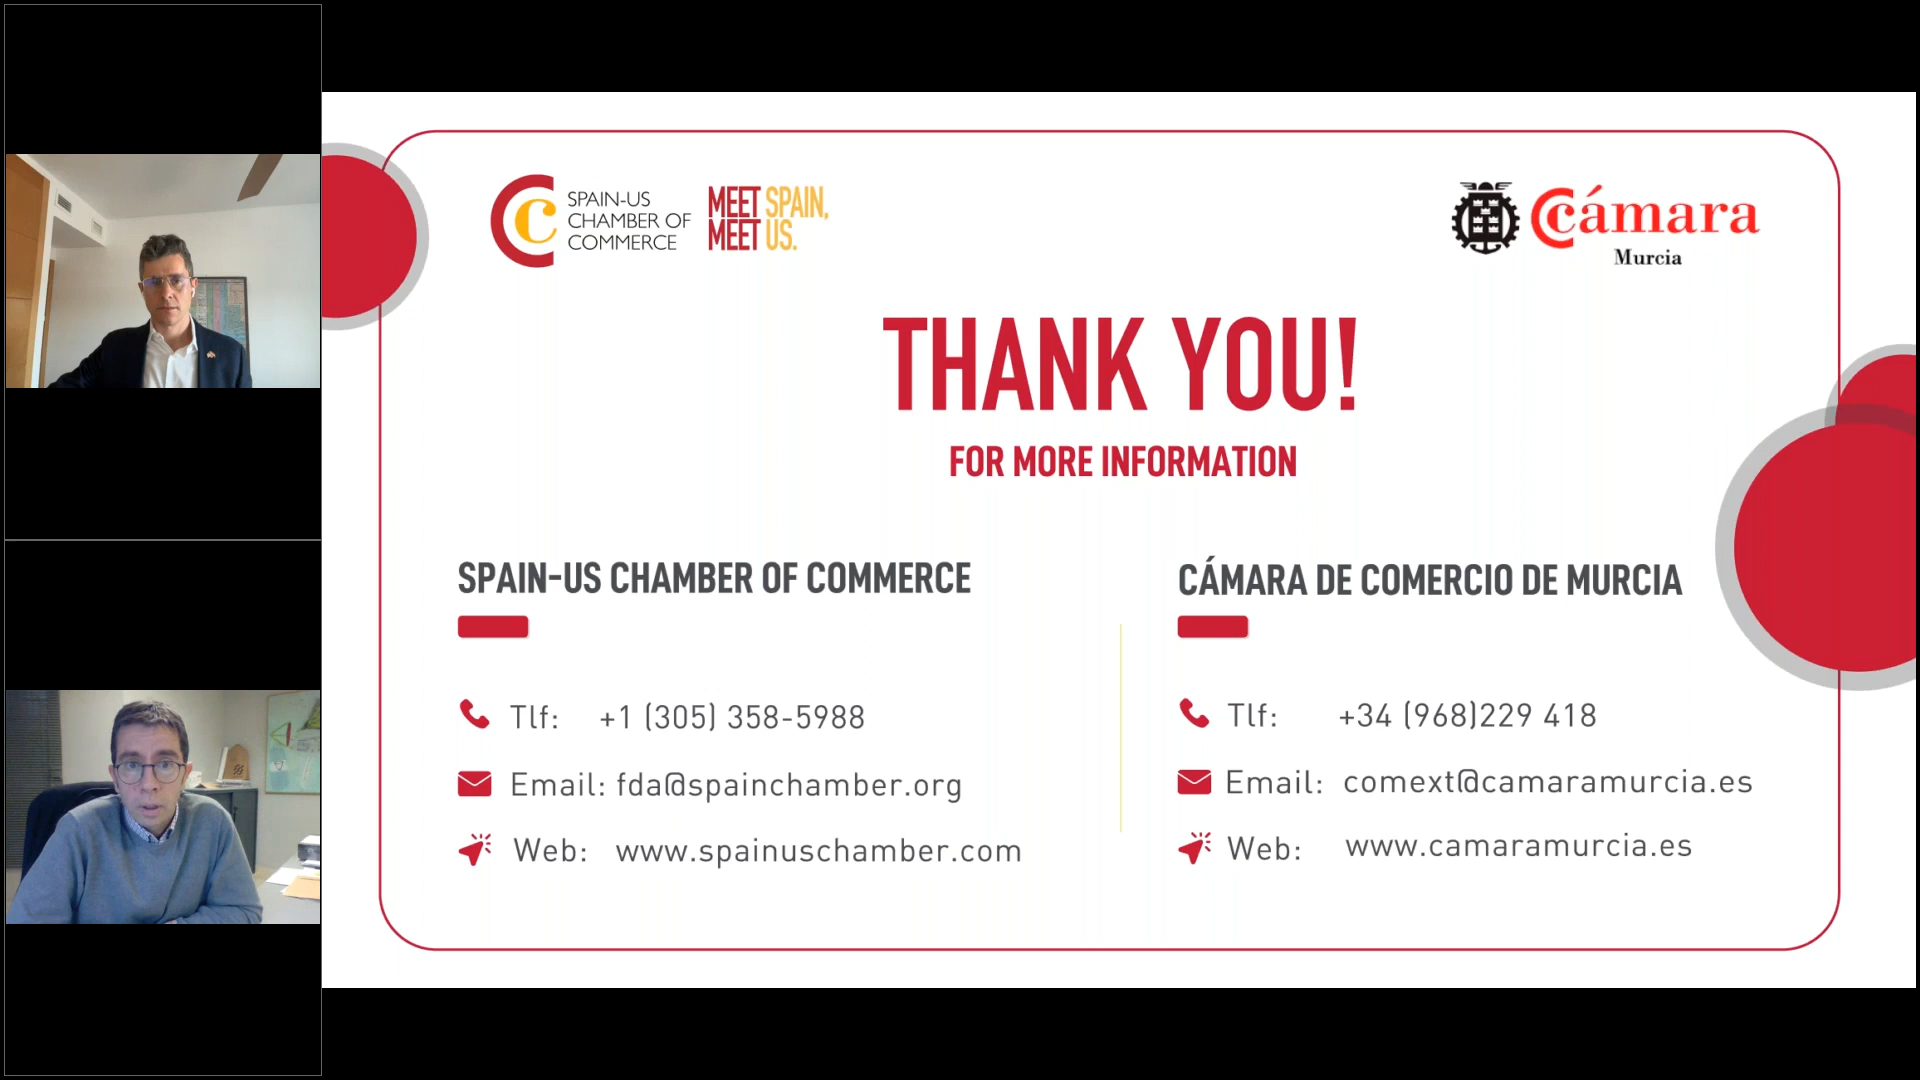 SPAIN-US
CHAMBER OF
COMMERCE
MEET SPAIN,
MEET US.
Cámara
Murcia
THANK YOU!
FOR MORE INFORMATION
SPAIN-US CHAMBER OF COMMERCE
Tlf: +1 (305) 358-5988
Email: fda@spainchamber.org
Web: www.spainuschamber.com
CÁMARA DE COMERCIO DE MURCIA
Tlf: +34 (968)229 418
Email: comext@camaramurcia.es
Web: www.camaramurcia.es